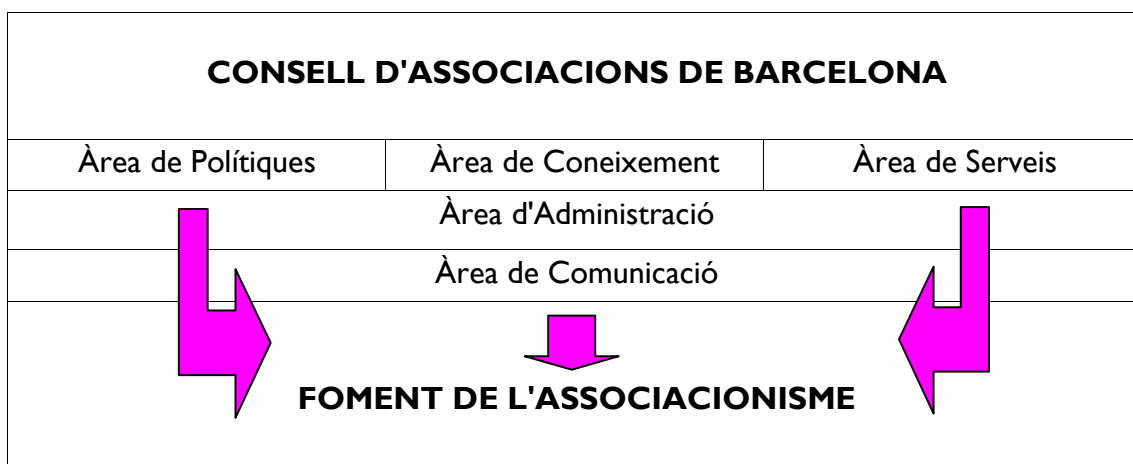 CONSELL D'ASSOCIACIONS DE BARCELONA
Àrea de Polítiques
Àrea de Coneixement
Àrea de Serveis
Àrea d'Administració
Àrea de Comunicació
FOMENT DE L'ASSOCIACIONISME